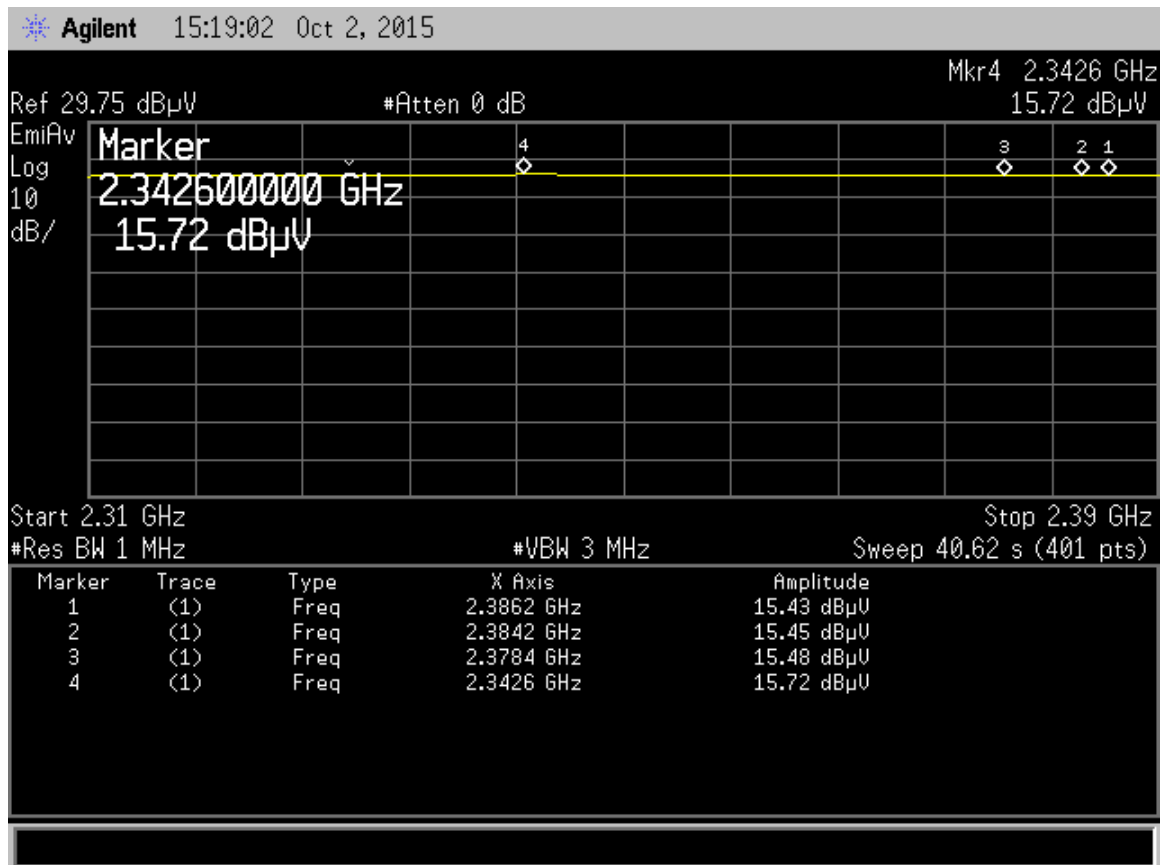 Agilent 15:19:02 Oct 2, 2015
Mkr4 2.3426 GHz
Ref 29.75 dBµV #Atten 0 dB 15.72 dBµV
EmiAv
Log
10
dB/
Marker
2.342600000 GHz
15.72 dBµV
4 3 2 1
Start 2.31 GHz Stop 2.39 GHz
#Res BW 1 MHz #VBW 3 MHz Sweep 40.62 s (401 pts)
Marker Trace Type X Axis Amplitude
1 (1) Freq 2.3862 GHz 15.43 dBµV
2 (1) Freq 2.3842 GHz 15.45 dBµV
3 (1) Freq 2.3784 GHz 15.48 dBµV
4 (1) Freq 2.3426 GHz 15.72 dBµV